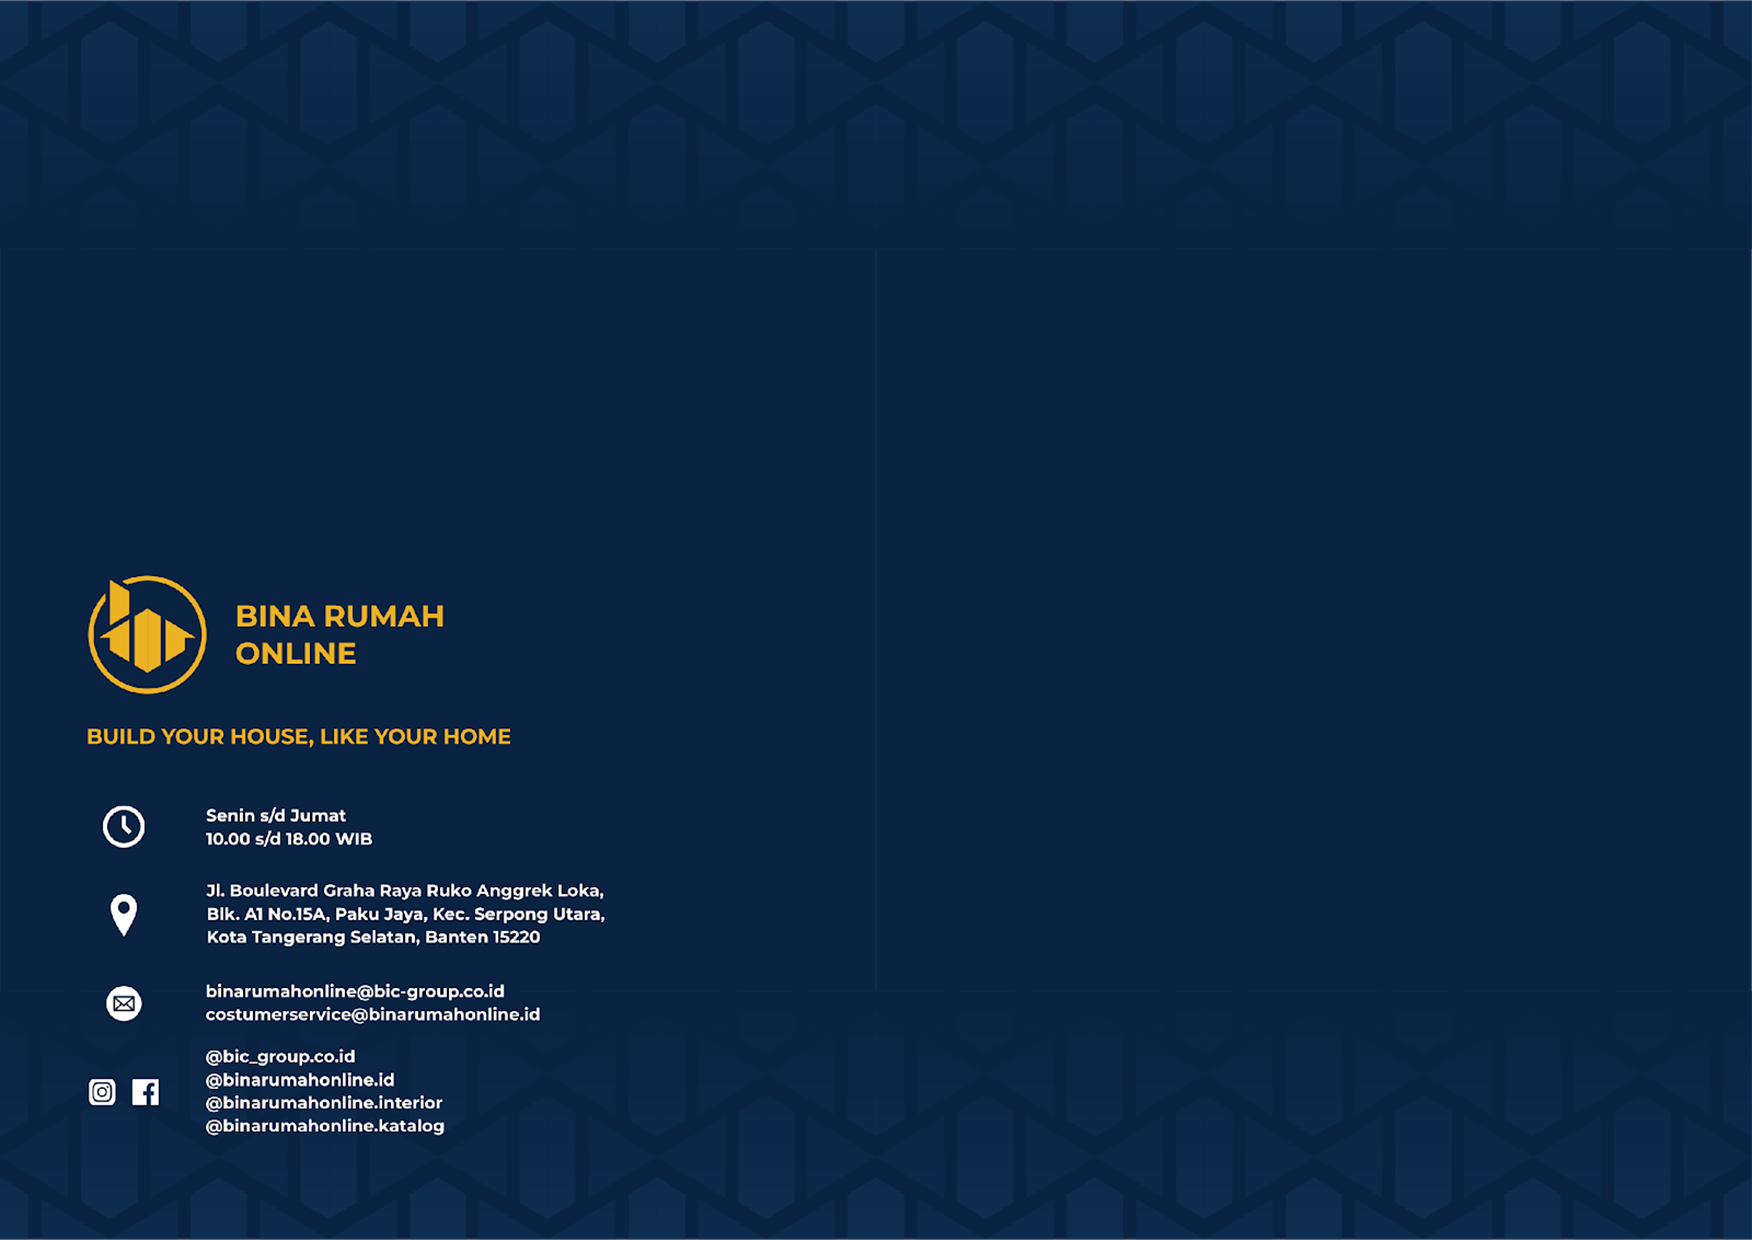 BINA RUMAH
ONLINE
BUILD YOUR HOUSE, LIKE YOUR HOME
Senin s/d Jumat
10.00 s/d 18.00 WIB
Jl. Boulevard Graha Raya Ruko Anggrek Loka,
Blk. A1 No.15A, Paku Jaya, Kec. Serpong Utara,
Kota Tangerang Selatan, Banten 15220
binarumahonline@bic-group.co.id
costumerservice@binarumahonline.id
@bic_group.co.id
@binarumahonline.id
@binarumahonline.interior
@binarumahonline.katalog